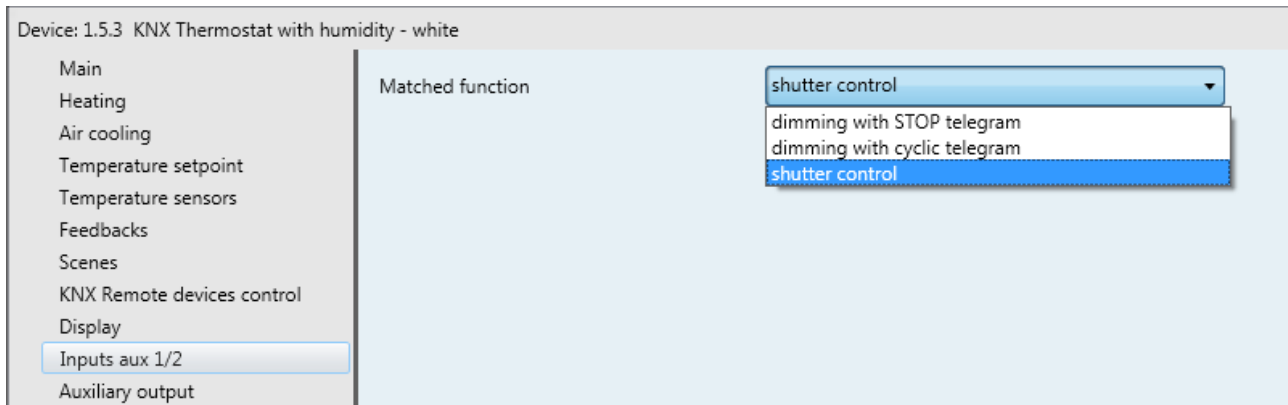 Device: 1.5.3 KNX Thermostat with humidity - white
Main
Heating
Air cooling
Temperature setpoint
Temperature sensors
Feedbacks
Scenes
KNX Remote devices control
Display
Inputs aux 1/2
Auxiliary output
Matched function
shutter control
dimming with STOP telegram
dimming with cyclic telegram
shutter control